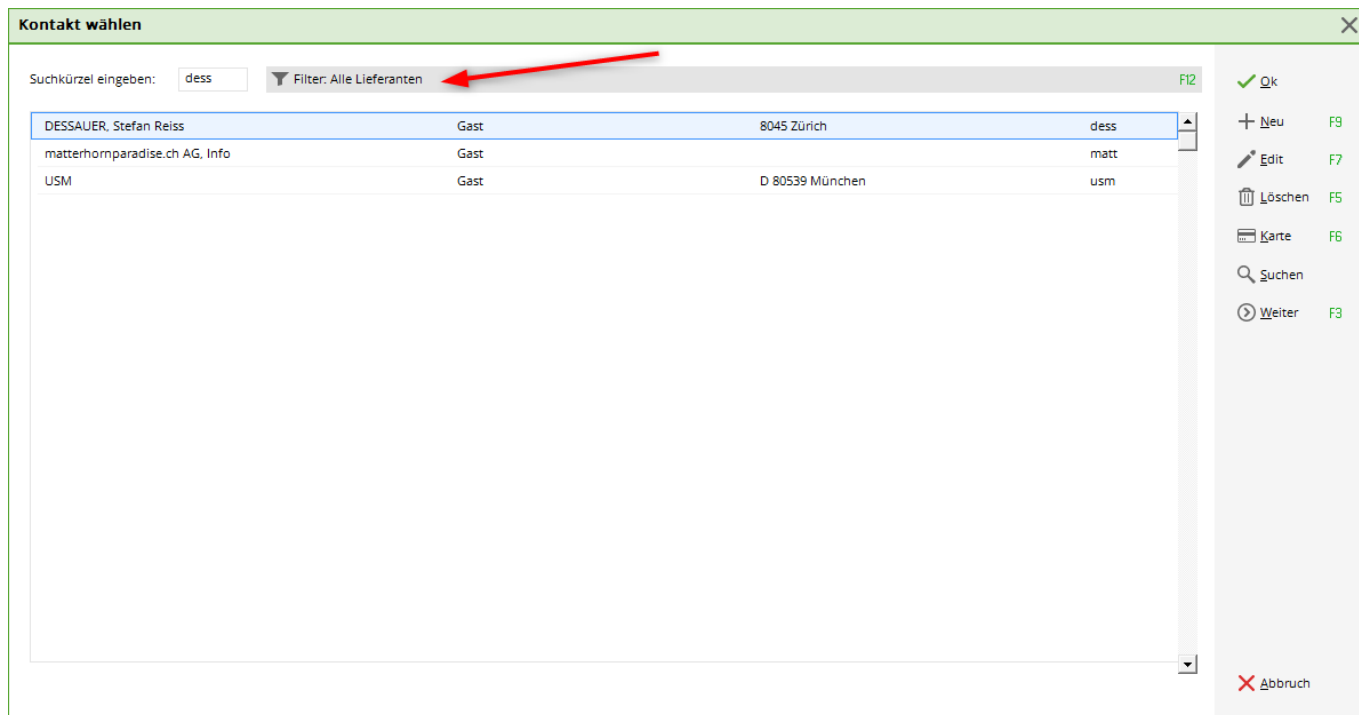 Kontakt wählen
Suchkürzel eingeben: dess Filter: Alle Lieferanten F12
DESSAUER, Stefan Reiss Gast 8045 Zürich dess
matterhornparadise.ch AG, Info Gast matt
USM Gast D 80539 München usm
Ok
Neu F9
Edit F7
Löschen F5
Karte F6
Suchen
Weiter F3
Abbruch